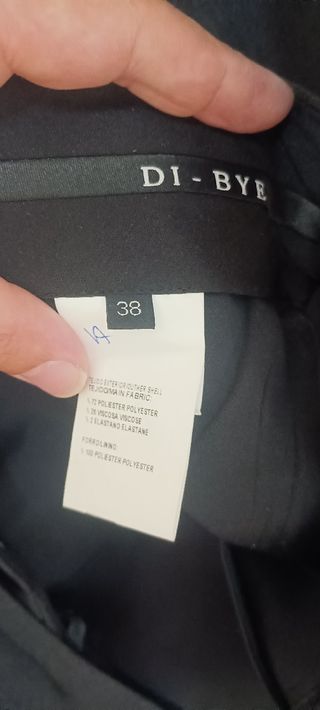 DI - BYE
38
TEJIDO EXTERIOR/OUTHER SHELL
TEJIDO/MAIN FABRIC:
% 72 POLIESTER POLYESTER
% 26 VISCOSA VISCOSE
% 2 ELASTANO ELASTANE
FORRO/LINING:
% 100 POLIESTER POLYESTER